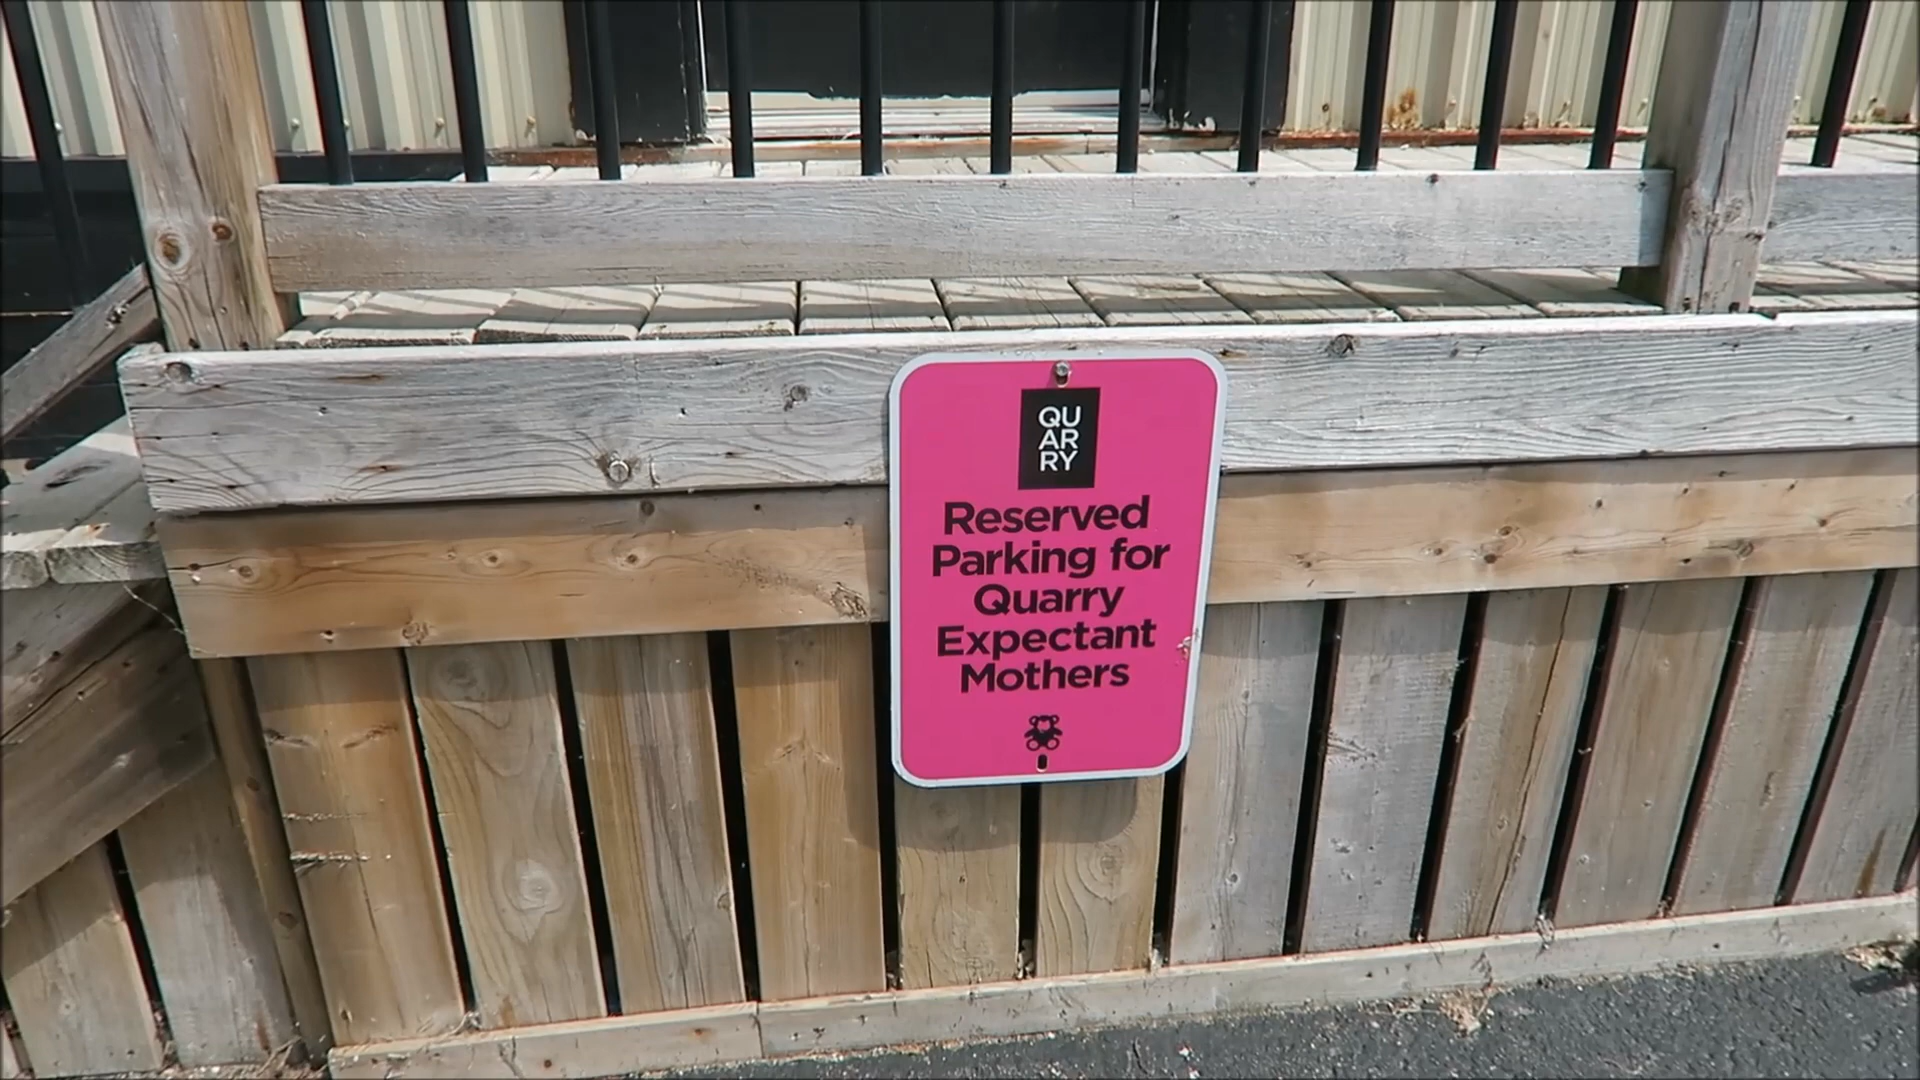 QU
AR
RY
Reserved
Parking for
Quarry
Expectant
Mothers